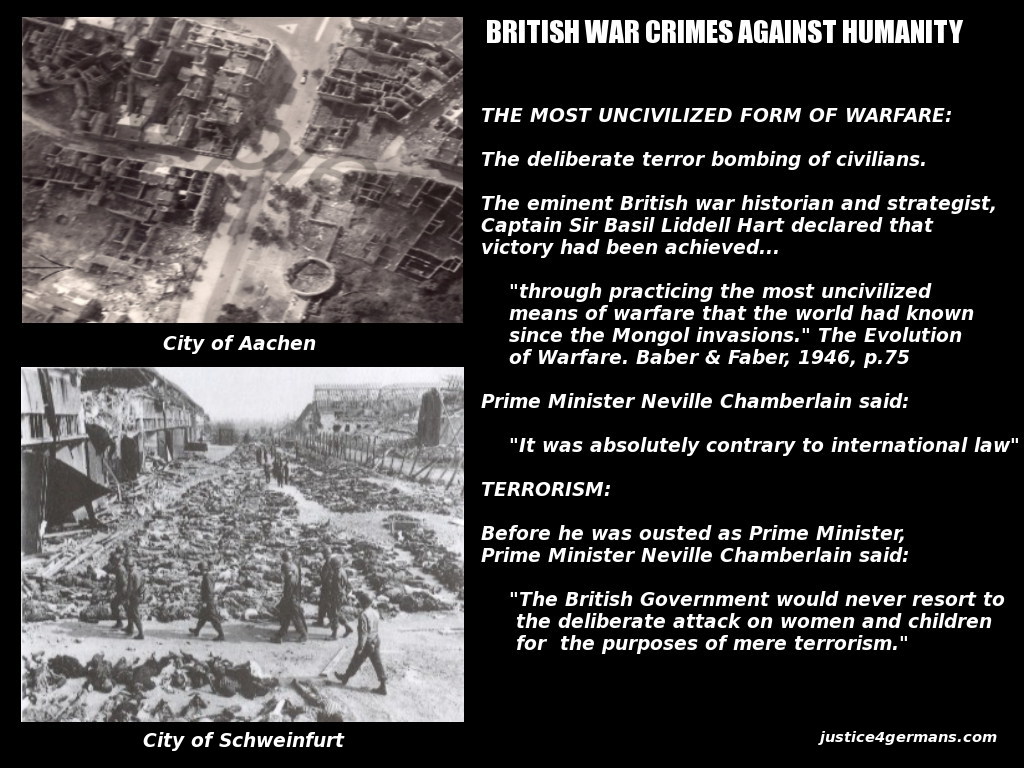 BRITISH WAR CRIMES AGAINST HUMANITY
THE MOST UNCIVILIZED FORM OF WARFARE:
The deliberate terror bombing of civilians.
The eminent British war historian and strategist,
Captain Sir Basil Liddell Hart declared that
victory had been achieved...
"through practicing the most uncivilized
means of warfare that the world had known
since the Mongol invasions." The Evolution
of Warfare. Baber & Faber, 1946, p.75
Prime Minister Neville Chamberlain said:
"It was absolutely contrary to international law"
TERRORISM:
Before he was ousted as Prime Minister,
Prime Minister Neville Chamberlain said:
"The British Government would never resort to
the deliberate attack on women and children
for the purposes of mere terrorism."
City of Aachen
City of Schweinfurt
justice4germans.com